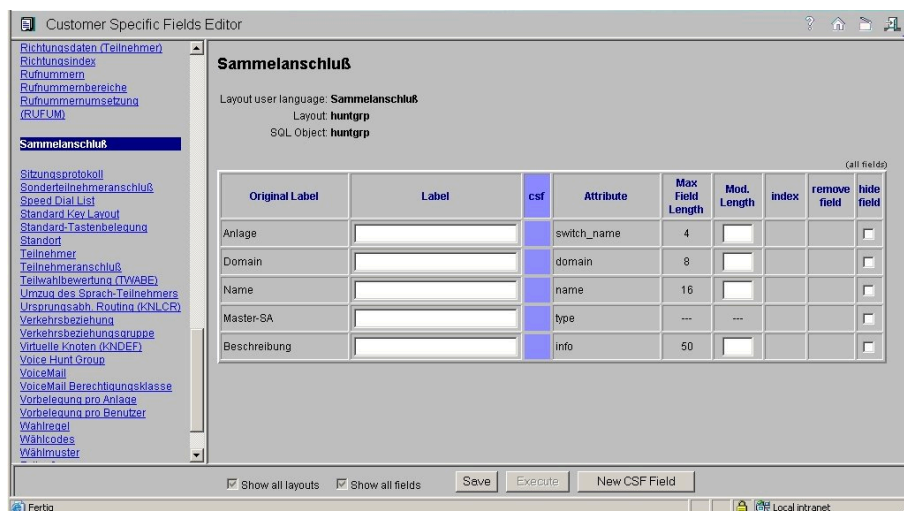 Customer Specific Fields Editor
?
Richtungsdaten (Teilnehmer)
Richtungsindex
Rufnummern
Rufnummernbereiche
Rufnummernumsetzung
(RUFUM)
Sammelanschluß
Sitzungsprotokoll
Sonderteilnehmeranschluß
Speed Dial List
Standard Key Layout
Standard-Tastenbelegung
Standort
Teilnehmer
Teilnehmeranschluß
Teilwahlbewertung (TWABE)
Umzug des Sprach-Teilnehmers
Ursprungsabh. Routing (KNLCR)
Verkehrsbeziehung
Verkehrsbeziehungsgruppe
Virtuelle Knoten (KNDEF)
Voice Hunt Group
VoiceMail
VoiceMail Berechtigungsklasse
Vorbelegung pro Anlage
Vorbelegung pro Benutzer
Wahlregel
Wählcodes
Wählmuster
Sammelanschluß
Layout user language: Sammelanschluß
Layout: huntgrp
SQL Object: huntgrp
(all fields)
Original Label Label csf Attribute Max Field Length Mod. Length index remove field hide field
Anlage switch_name 4
Domain domain 8
Name name 16
Master-SA type --- ---
Beschreibung info 50
Show all layouts Show all fields Save Execute New CSF Field
Fertig Local intranet